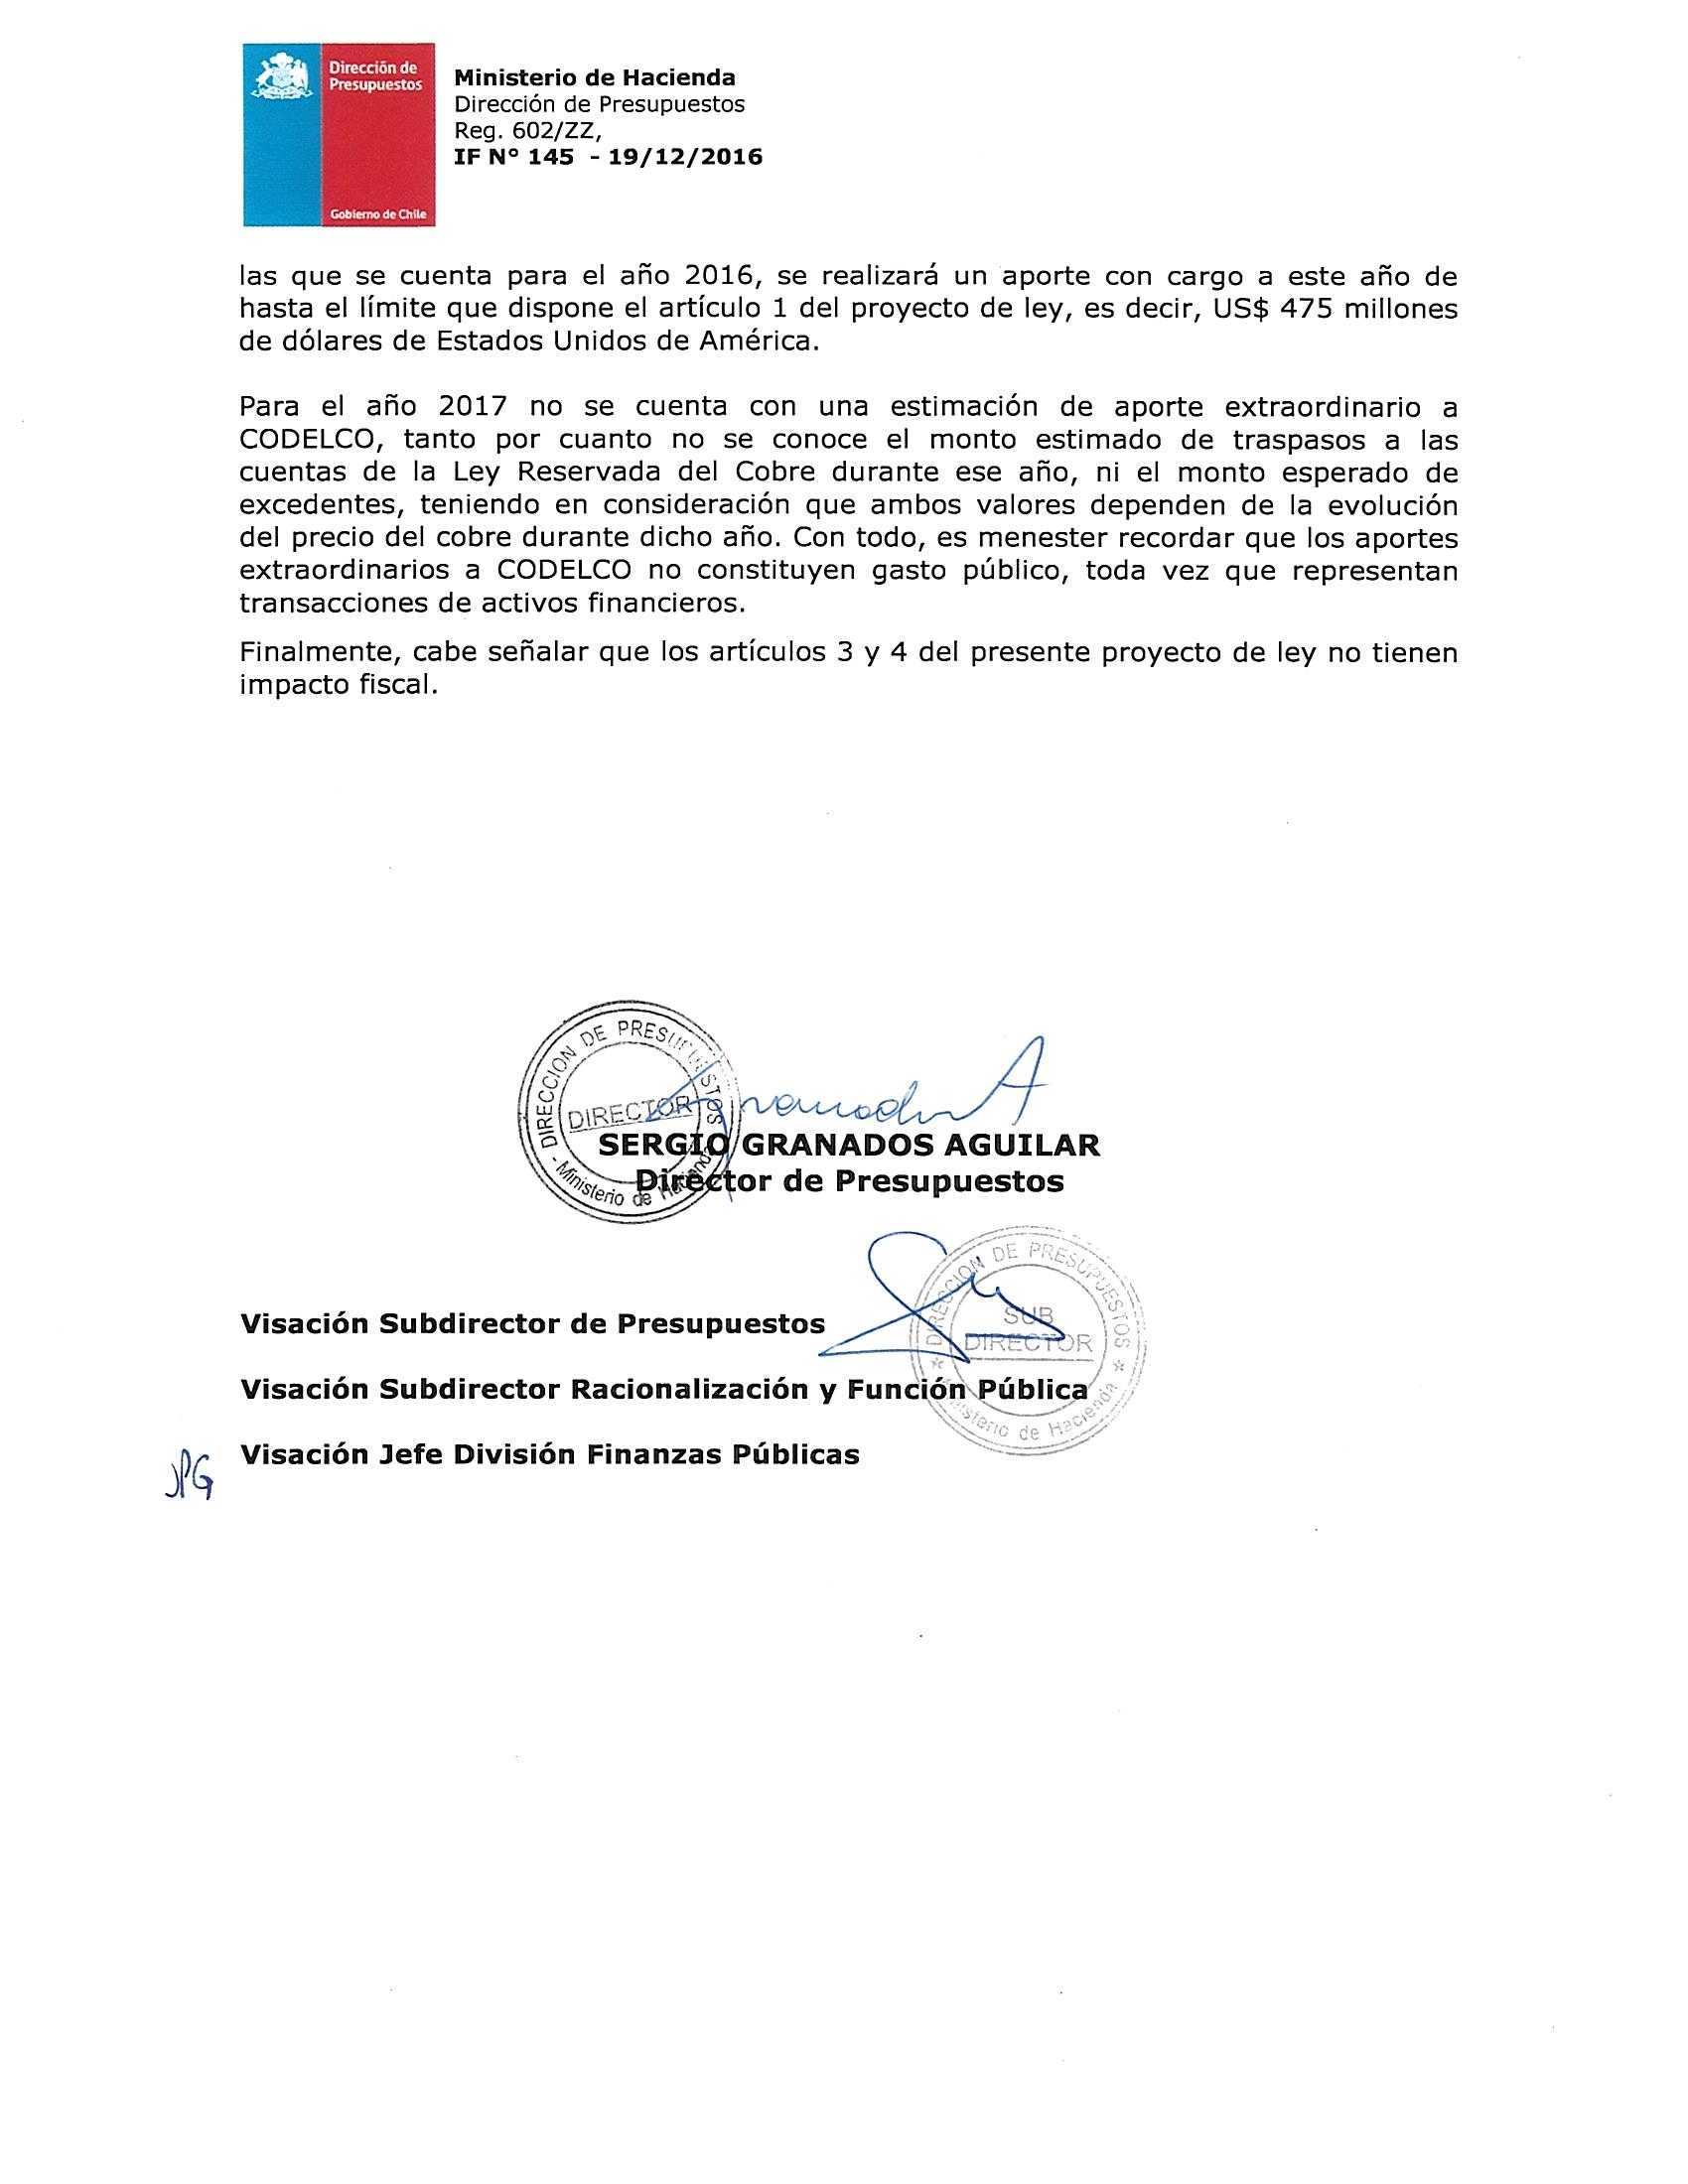 Dirección de
Presupuestos
Gobierno de Chile
Ministerio de Hacienda
Dirección de Presupuestos
Reg. 602/ZZ,
IF N° 145 - 19/12/2016
las que se cuenta para el año 2016, se realizará un aporte con cargo a este año de
hasta el límite que dispone el artículo 1 del proyecto de ley, es decir, US$ 475 millones
de dólares de Estados Unidos de América.
Para el año 2017 no se cuenta con una estimación de aporte extraordinario a
CODELCO, tanto por cuanto no se conoce el monto estimado de traspasos a las
cuentas de la Ley Reservada del Cobre durante ese año, ni el monto esperado de
excedentes, teniendo en consideración que ambos valores dependen de la evolución
del precio del cobre durante dicho año. Con todo, es menester recordar que los aportes
extraordinarios a CODELCO no constituyen gasto público, toda vez que representan
transacciones de activos financieros.
Finalmente, cabe señalar que los artículos 3 y 4 del presente proyecto de ley no tienen
impacto fiscal.
DIRECCION DE PRESUPUESTOS
DIRECTOR
- Ministerio de Hacienda
SERGIO GRANADOS AGUILAR
Director de Presupuestos
DIRECCION DE PRESUPUESTOS
SUB
DIRECTOR
* Ministerio de Hacienda *
Visación Subdirector de Presupuestos
Visación Subdirector Racionalización y Función Pública
JPG
Visación Jefe División Finanzas Públicas